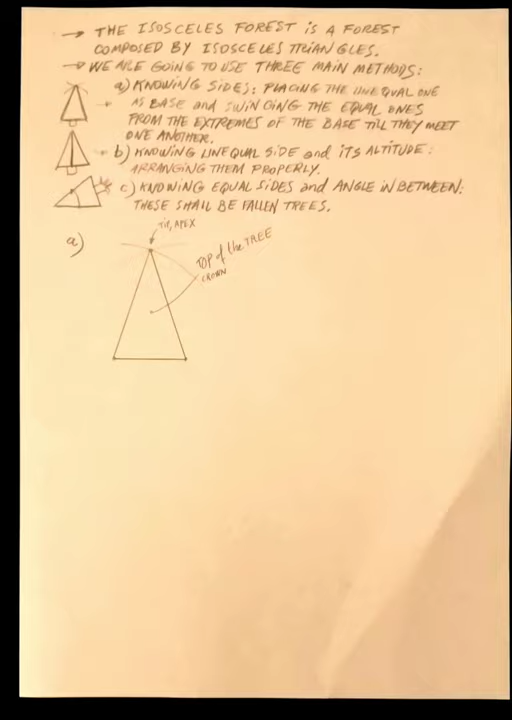 → THE ISOSCELES FOREST IS A FOREST
COMPOSED BY ISOSCELES TRIANGLES.
→ WE ARE GOING TO USE THREE MAIN METHODS:
a) KNOWING SIDES: PLACING THE UNEQUAL ONE
AS BASE and SWINGING THE EQUAL ONES
FROM THE EXTREMES OF THE BASE TILL THEY MEET
ONE ANOTHER.
b) KNOWING UNEQUAL SIDE and ITS ALTITUDE:
ARRANGING THEM PROPERLY.
c) KNOWING EQUAL SIDES and ANGLE IN BETWEEN:
THESE SHALL BE FALLEN TREES.
a)
TIP, APEX
TOP of the TREE
CROWN